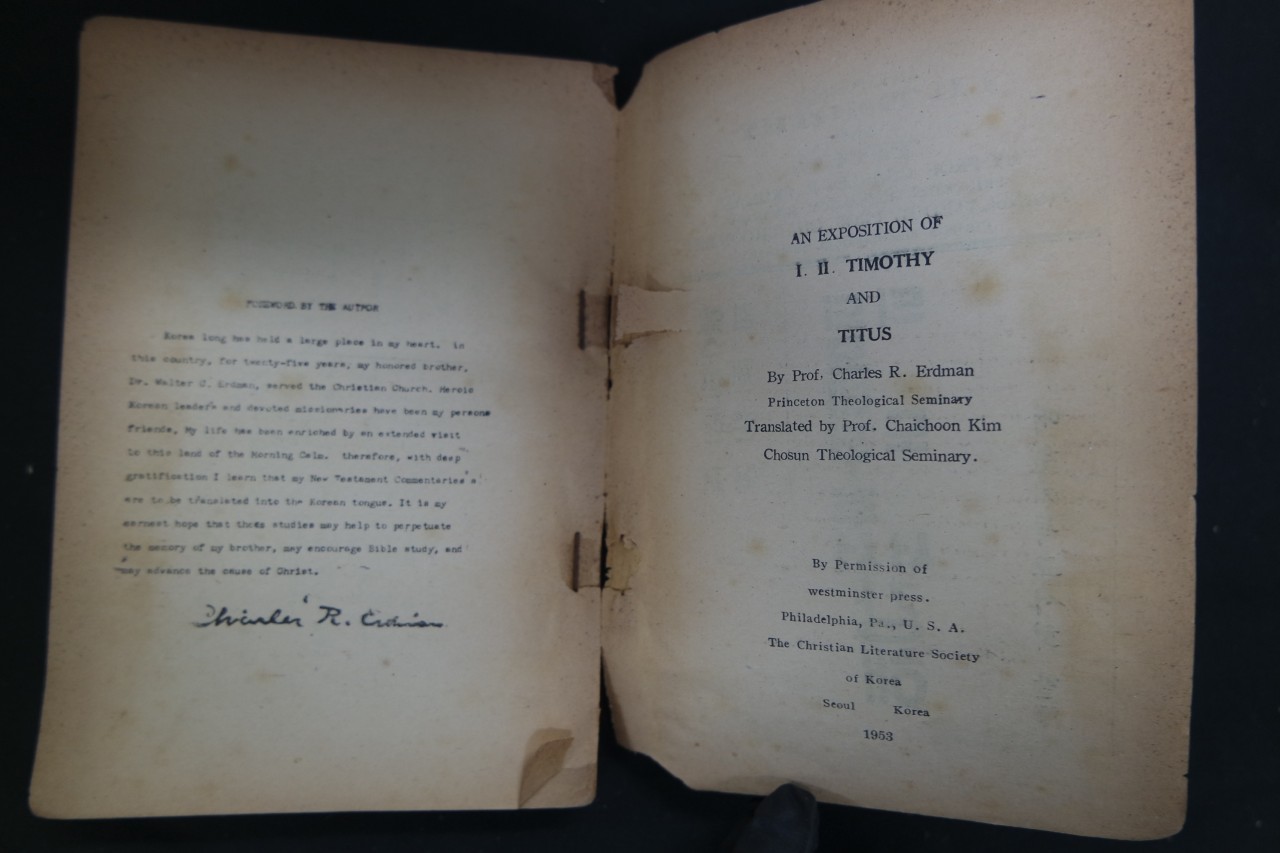 FOREWORD BY THE AUTHOR
Korea long has held a large place in my heart. In
this country, for twenty-five years, my honored brother,
Dr. Walter C. Erdman, served the Christian Church. Heroic
Korean leaders and devoted missionaries have been my persona
friends. My life has been enriched by an extended visit
to this land of the Morning Calm. therefore, with deep
gratification I learn that my New Testament Commentaries
are to be translated into the Korean tongue. It is my
earnest hope that these studies may help to perpetuate
the memory of my brother, may encourage Bible study, and
may advance the cause of Christ.
Charles R. Erdman
AN EXPOSITION OF
I. II. TIMOTHY
AND
TITUS
By Prof. Charles R. Erdman
Princeton Theological Seminary
Translated by Prof. Chaichoon Kim
Chosun Theological Seminary.
By Permission of
westminster press.
Philadelphia, Pa., U. S. A.
The Christian Literature Society
of Korea
Seoul Korea
1953